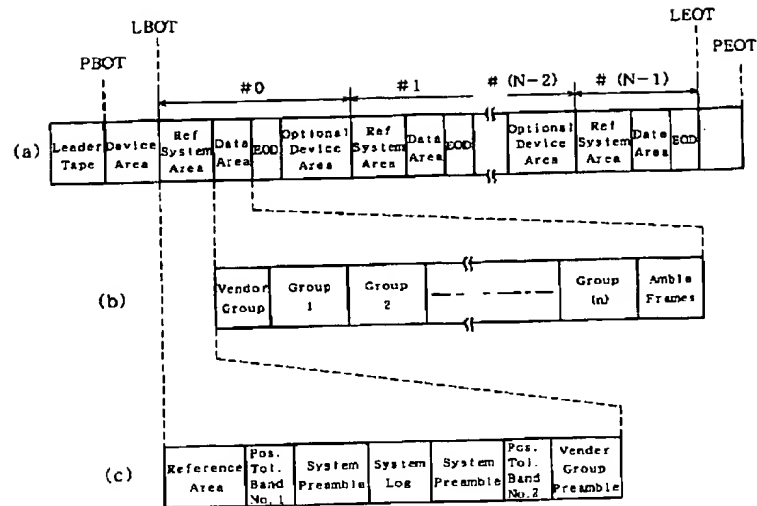 LBOT
LEOT
PBOT
PEOT
#0
#1
# (N-2)
# (N-1)
(a)
Leader Tape
Device Area
Ref System Area
Data Area
EOD
Optional Device Area
Ref System Area
Data Area
EOD
Optional Device Area
Ref System Area
Data Area
EOD
(b)
Vendor Group
Group 1
Group 2
Group (n)
Amble Frames
(c)
Reference Area
Pos. Tol. Band No.1
System Preamble
System Log
System Preamble
Pos. Tol. Band No.2
Vender Group Preamble